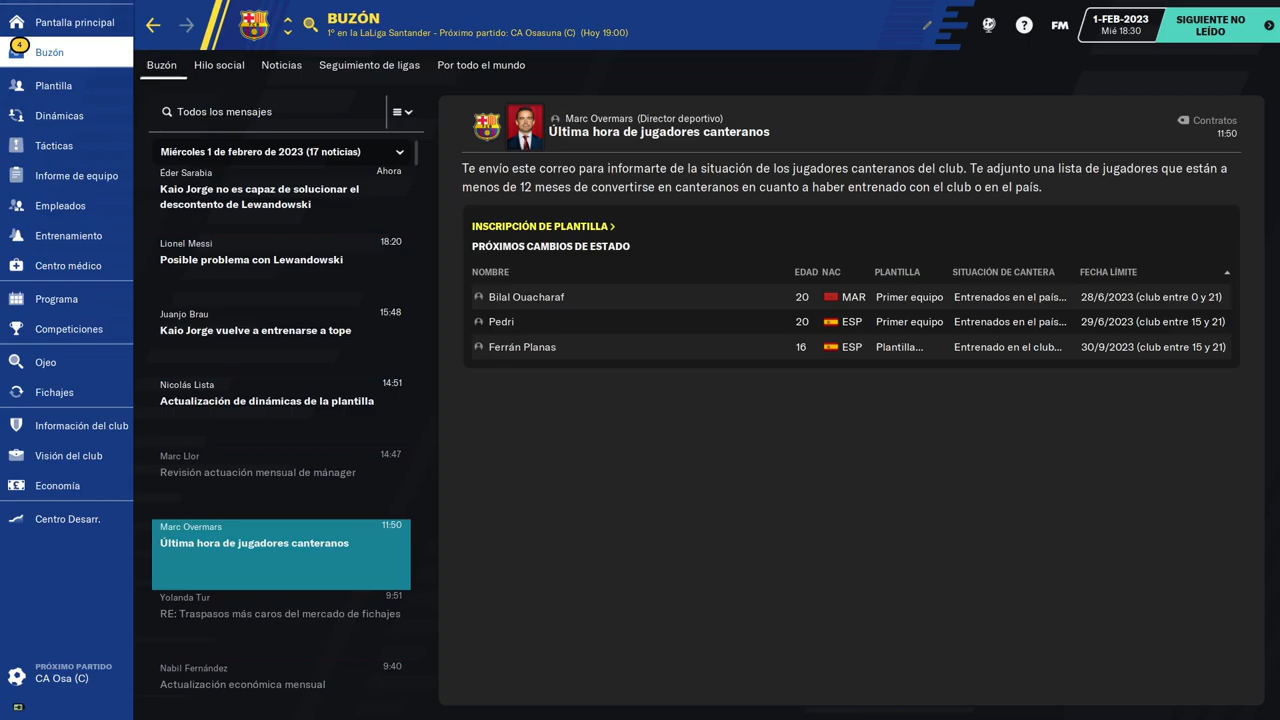 Pantalla principal
4
Buzón
Plantilla
Dinámicas
Tácticas
Informe de equipo
Empleados
Entrenamiento
Centro médico
Programa
Competiciones
Ojeo
Fichajes
Información del club
Visión del club
Economía
Centro Desarr.
PRÓXIMO PARTIDO
CA Osa (C)
BUZÓN
1º en la LaLiga Santander - Próximo partido: CA Osasuna (C) (Hoy 19:00)
?
FM
1-FEB-2023
Mié 18:30
SIGUIENTE NO
LEÍDO
Buzón Hilo social Noticias Seguimiento de ligas Por todo el mundo
Todos los mensajes
Miércoles 1 de febrero de 2023 (17 noticias)
Éder Sarabia Ahora
Kaio Jorge no es capaz de solucionar el
descontento de Lewandowski
Lionel Messi 18:20
Posible problema con Lewandowski
Juanjo Brau 15:48
Kaio Jorge vuelve a entrenarse a tope
Nicolás Lista 14:51
Actualización de dinámicas de la plantilla
Marc Llor 14:47
Revisión actuación mensual de mánager
Marc Overmars 11:50
Última hora de jugadores canteranos
Yolanda Tur 9:51
RE: Traspasos más caros del mercado de fichajes
Nabil Fernández 9:40
Actualización económica mensual
Marc Overmars (Director deportivo)
Última hora de jugadores canteranos
Contratos
11:50
Te envío este correo para informarte de la situación de los jugadores canteranos del club. Te adjunto una lista de jugadores que están a
menos de 12 meses de convertirse en canteranos en cuanto a haber entrenado con el club o en el país.
INSCRIPCIÓN DE PLANTILLA >
PRÓXIMOS CAMBIOS DE ESTADO
NOMBRE EDAD NAC PLANTILLA SITUACIÓN DE CANTERA FECHA LÍMITE
Bilal Ouacharaf 20 MAR Primer equipo Entrenados en el país... 28/6/2023 (club entre 0 y 21)
Pedri 20 ESP Primer equipo Entrenados en el país... 29/6/2023 (club entre 15 y 21)
Ferrán Planas 16 ESP Plantilla... Entrenado en el club... 30/9/2023 (club entre 15 y 21)